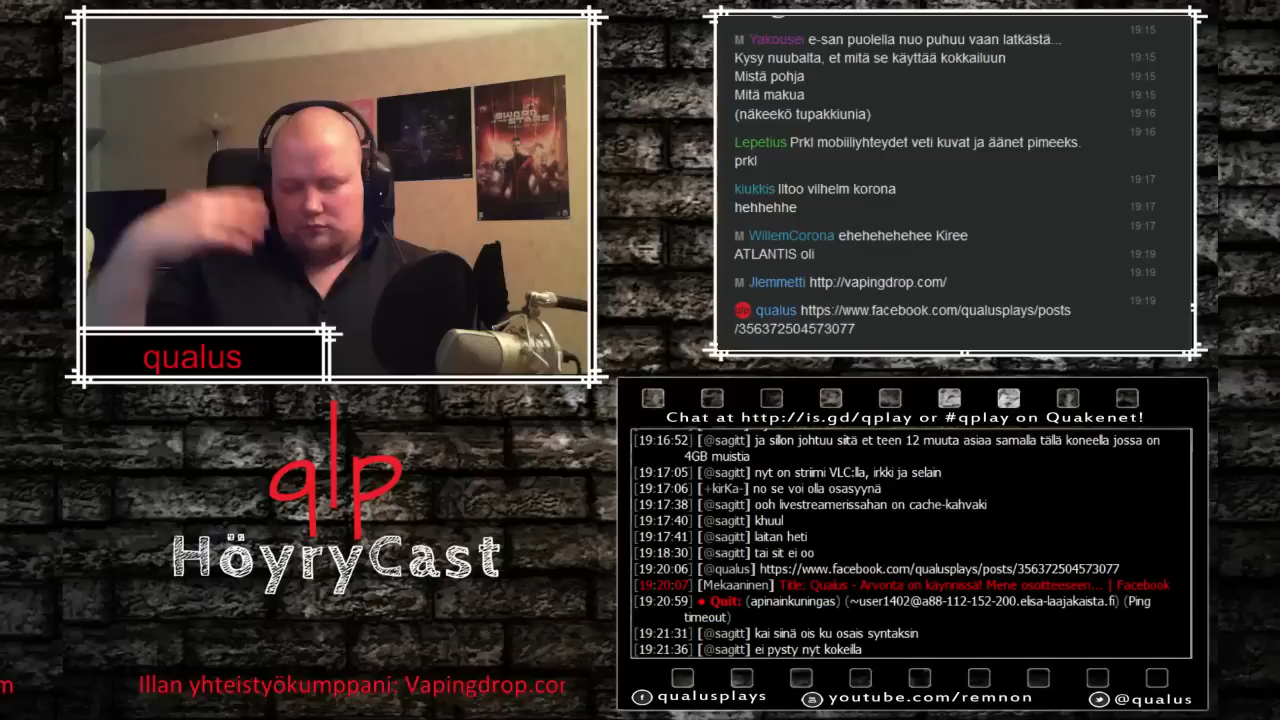 SWORD
STARS
qualus
qlp
HöyryCast
m
Illan yhteistyökumppani; Vapingdrop.com
19:15
M Yakousei e-san puolella nuo puhuu vaan latkästä...
Kysy nuubalta, et mitä se käyttää kokkailuun 19:15
Mistä pohja 19:15
Mitä makua 19:15
(näkeekö tupakkiunia) 19:16
19:16
Lepetius Prkl mobiiliyhteydet veti kuvat ja äänet pimeeks.
prkl
19:17
kiukkis Iltoo vilhelm korona
hehhehhe 19:17
19:17
M WillemCorona ehehehehehee Kiree
ATLANTIS oli 19:19
19:19
M Jlemmetti http://vapingdrop.com/
19:19
qlp qualus https://www.facebook.com/qualusplays/posts
/356372504573077
Chat at http://is.gd/qplay or #qplay on Quakenet!
[19:16:52] [@sagitt] ja sillon johtuu siitä et teen 12 muuta asiaa samalla tällä koneella jossa on
4GB muistia
[19:17:05] [@sagitt] nyt on striimi VLC:lla, irkki ja selain
[19:17:06] [+kirKa-] no se voi olla osasyynä
[19:17:38] [@sagitt] ooh livestreamerissahan on cache-kahvaki
[19:17:40] [@sagitt] khuul
[19:17:41] [@sagitt] laitan heti
[19:18:30] [@sagitt] tai sit ei oo
[19:20:06] [@qualus] https://www.facebook.com/qualusplays/posts/356372504573077
[19:20:07] [Mekaaninen] Title: Qualus - Arvonta on käynnissä! Mene osoitteeseen... | Facebook
[19:20:59] • Quit: (apinainkuningas) (~user1402@a88-112-152-200.elisa-laajakaista.fi) (Ping
timeout)
[19:21:31] [@sagitt] kai siinä ois ku osais syntaksin
[19:21:36] [@sagitt] ei pysty nyt kokeilla
f qualusplays youtube.com/remnon @qualus